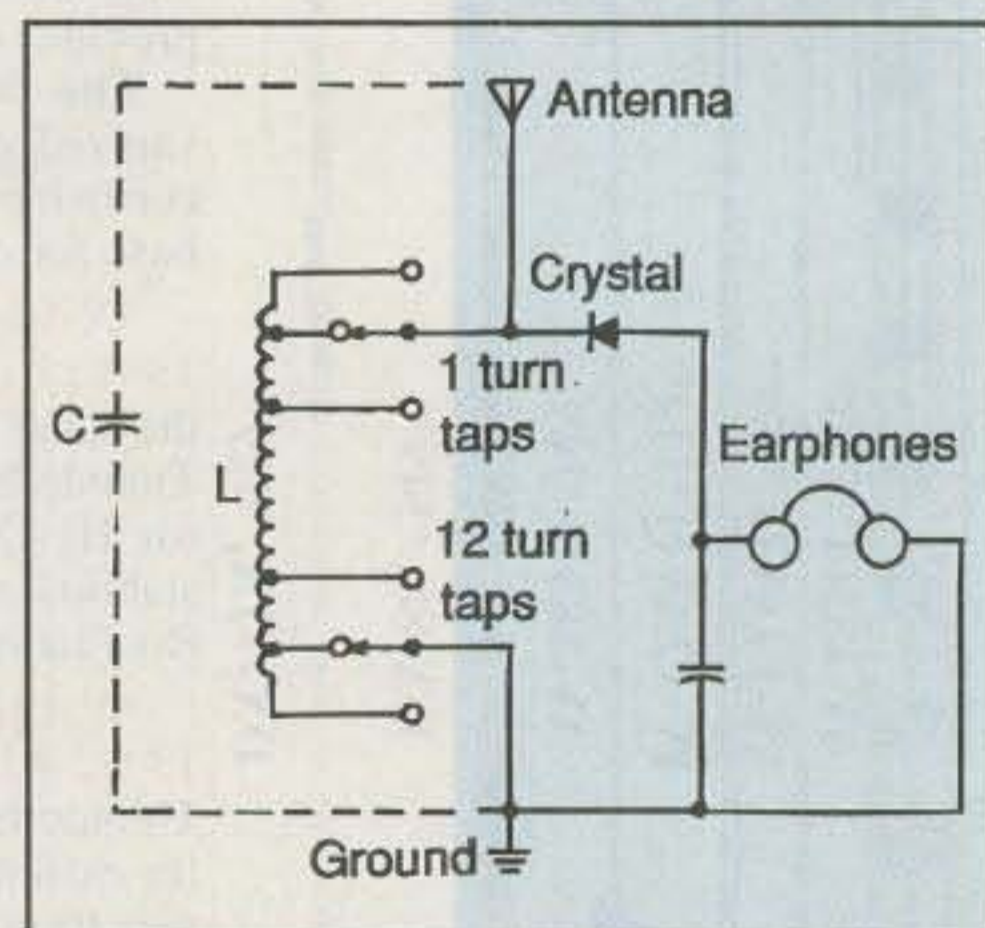 Antenna
Crystal
1 turn
taps
C
L
Earphones
12 turn
taps
Ground